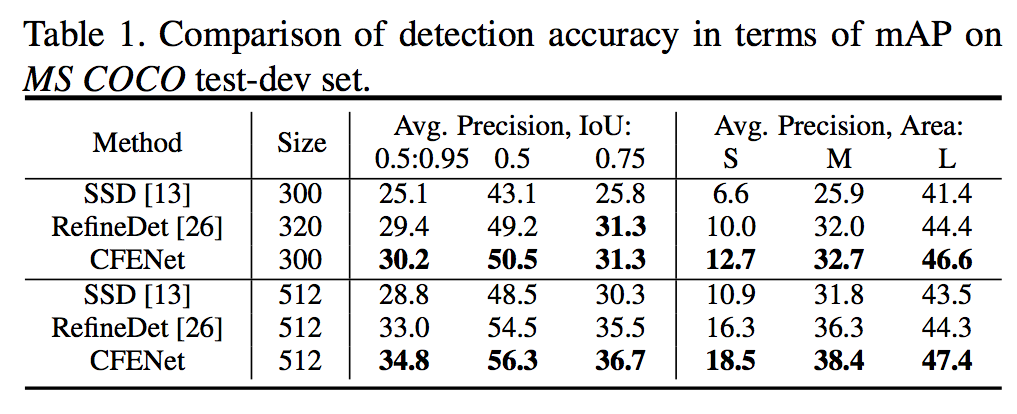 Table 1. Comparison of detection accuracy in terms of mAP on
MS COCO test-dev set.
Method Size Avg. Precision, IoU: Avg. Precision, Area:
0.5:0.95 0.5 0.75 S M L
SSD [13] 300 25.1 43.1 25.8 6.6 25.9 41.4
RefineDet [26] 320 29.4 49.2 31.3 10.0 32.0 44.4
CFENet 300 30.2 50.5 31.3 12.7 32.7 46.6
SSD [13] 512 28.8 48.5 30.3 10.9 31.8 43.5
RefineDet [26] 512 33.0 54.5 35.5 16.3 36.3 44.3
CFENet 512 34.8 56.3 36.7 18.5 38.4 47.4